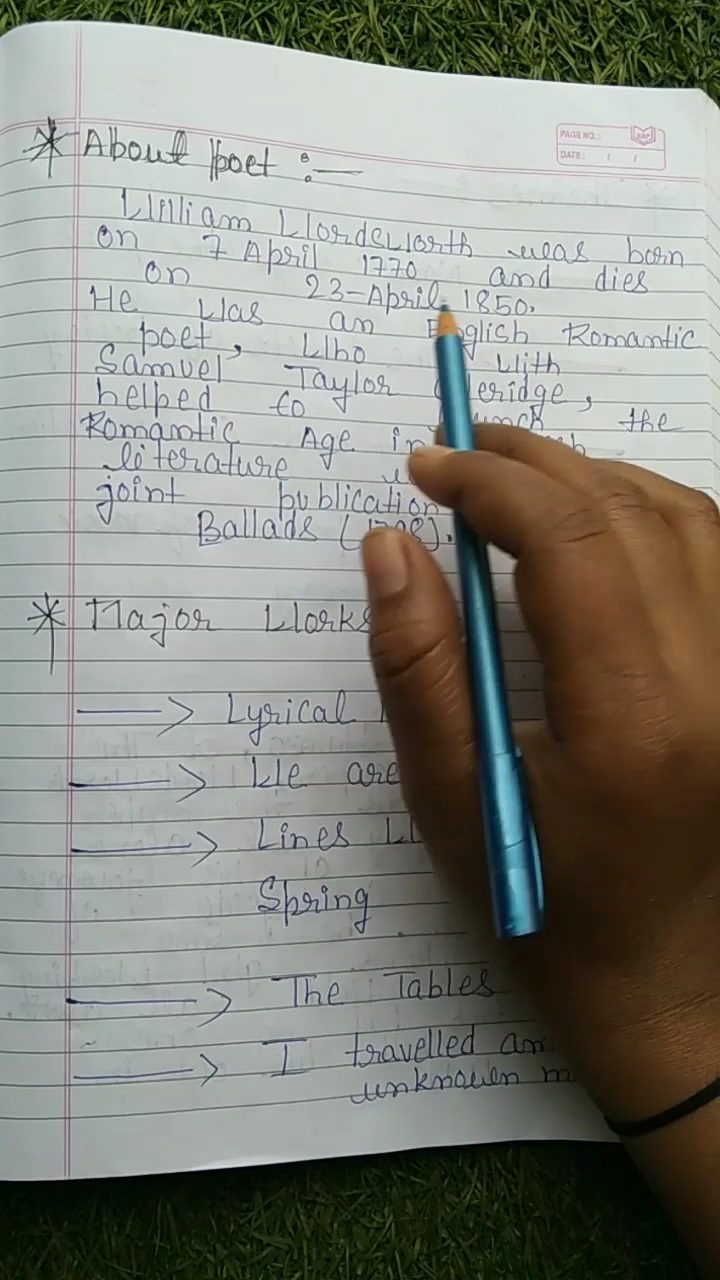 PAGE NO.:
DATE: / /
* About poet :—
William Wordsworth was born
on 7 April 1770 and dies
on 23-April 1850.
He was an English Romantic
poet, who with
Samuel Taylor Coleridge,
helped to the
Romantic Age in
literature
joint publication
Ballads (1798).
* Major Works
→ Lyrical
→ We are
→ Lines
Spring
→ The Tables
→ I travelled
unknown